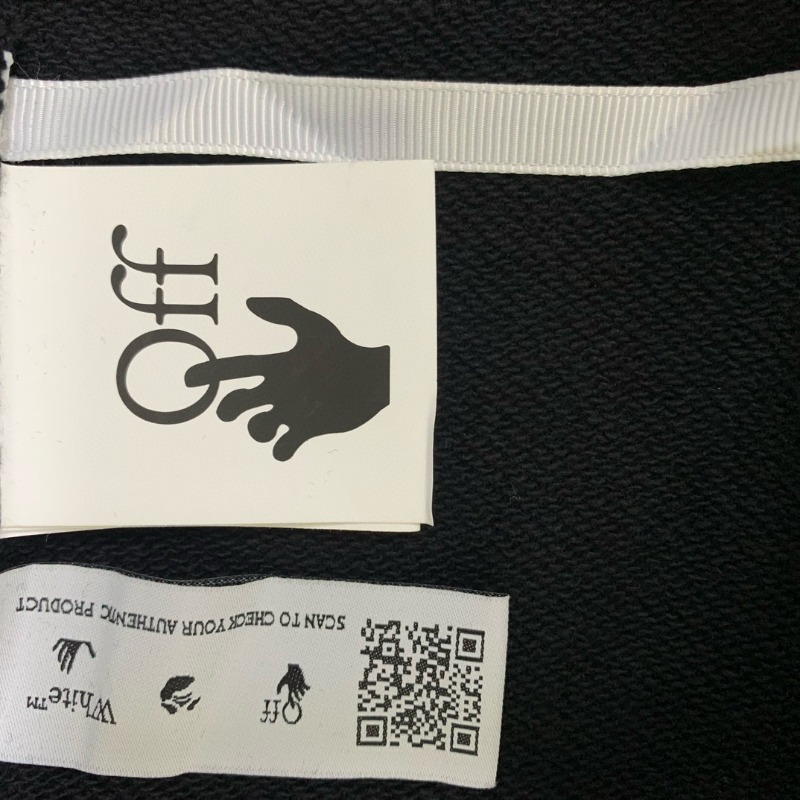 Off
SCAN TO CHECK YOUR AUTHENTIC PRODUCT
Off
White™